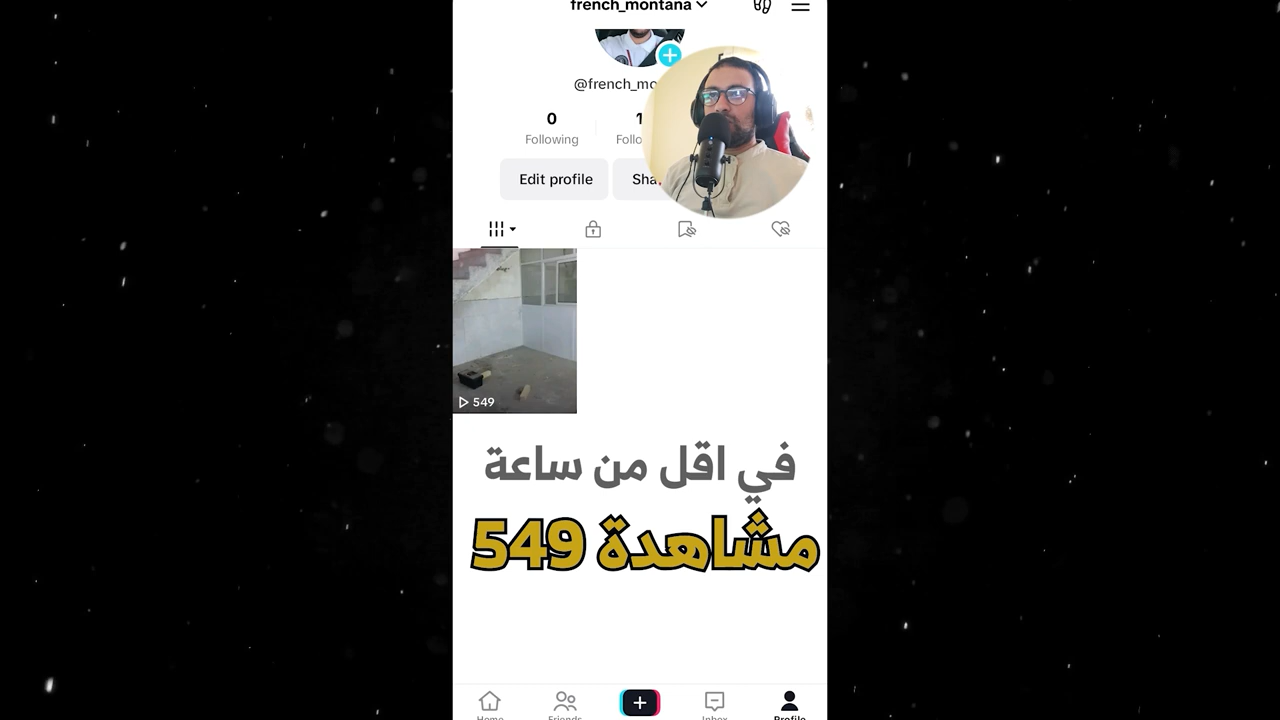 french_montana
@french_mo
0
1
Following
Follo
Edit profile
Sha
549
في اقل من ساعة
549 مشاهدة
Home
Friends
Inbox
Profile